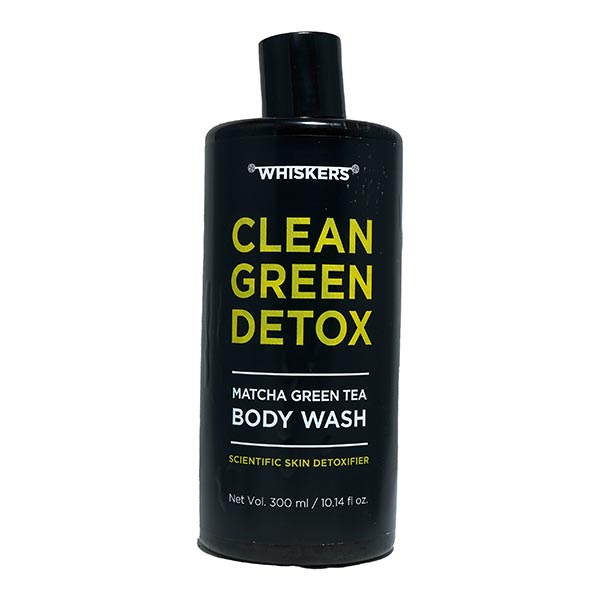 WHISKERS
CLEAN
GREEN
DETOX
MATCHA GREEN TEA
BODY WASH
SCIENTIFIC SKIN DETOXIFIER
Net Vol. 300 ml / 10.14 fl oz.